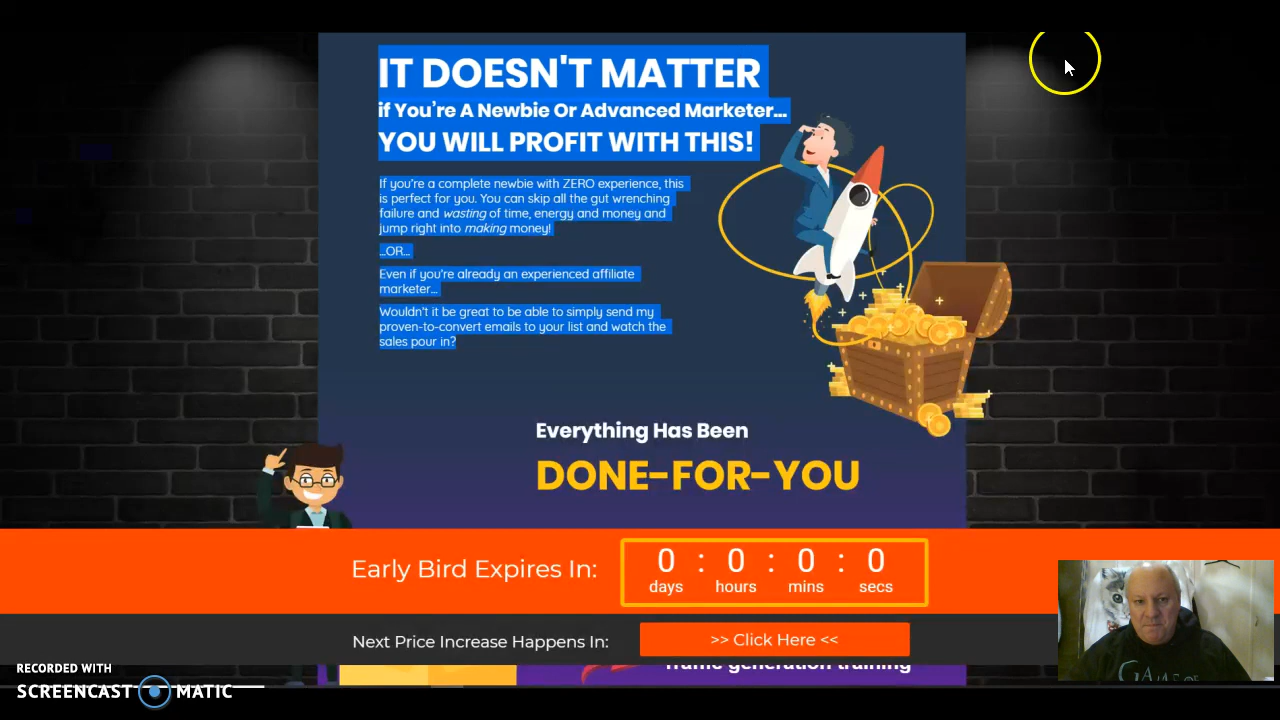 IT DOESN'T MATTER
if You're A Newbie Or Advanced Marketer...
YOU WILL PROFIT WITH THIS!
If you're a complete newbie with ZERO experience, this
is perfect for you. You can skip all the gut wrenching
failure and wasting of time, energy and money and
jump right into making money!
...OR...
Even if you're already an experienced affiliate
marketer...
Wouldn't it be great to be able to simply send my
proven-to-convert emails to your list and watch the
sales pour in?
Everything Has Been
DONE-FOR-YOU
Early Bird Expires In:
0 : 0 : 0 : 0
days hours mins secs
Next Price Increase Happens In:
>> Click Here <<
Traffic generation training
GAME OF
RECORDED WITH
SCREENCAST MATIC